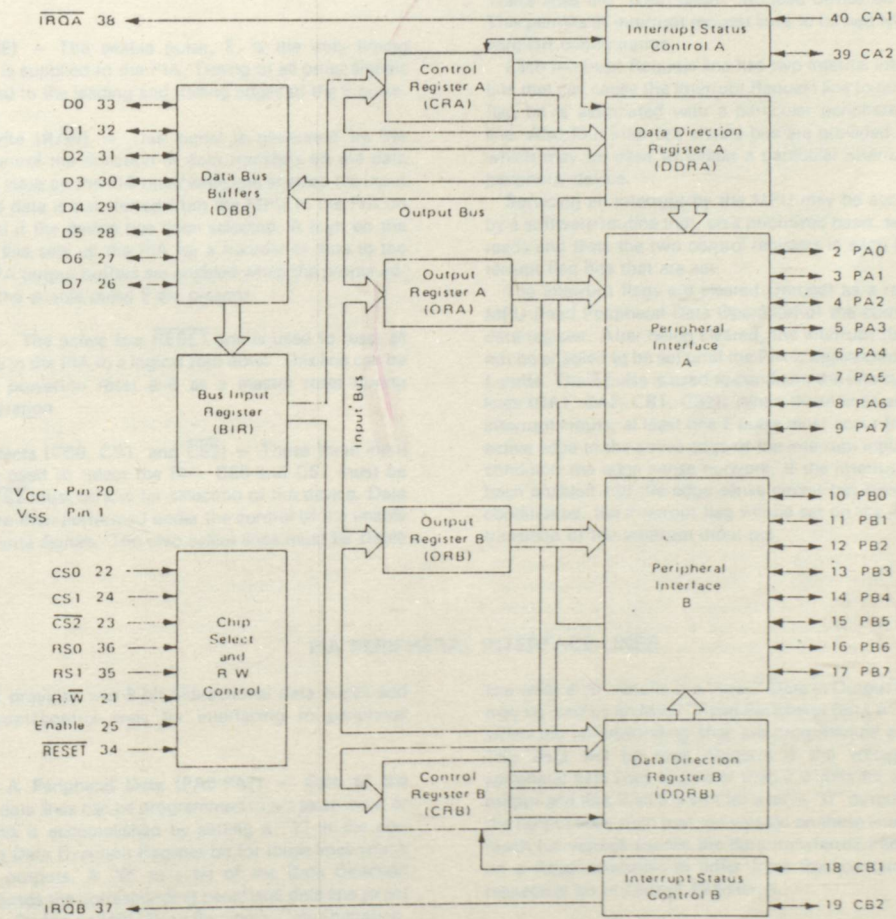 IRQA 38
40 CA1
39 CA2
Interrupt Status
Control A
Control
Register A
(CRA)
D0 33
D1 32
D2 31
D3 30
D4 29
D5 28
D6 27
D7 26
Data Bus
Buffers
(DBB)
Data Direction
Register A
(DDRA)
Output Bus
Output
Register A
(ORA)
Peripheral
Interface
A
2 PA0
3 PA1
4 PA2
5 PA3
6 PA4
7 PA5
8 PA6
9 PA7
Bus Input
Register
(BIR)
Input Bus
VCC Pin 20
VSS Pin 1
Output
Register B
(ORB)
Peripheral
Interface
B
10 PB0
11 PB1
12 PB2
13 PB3
14 PB4
15 PB5
16 PB6
17 PB7
CS0 22
CS1 24
CS2 23
RS0 36
RS1 35
R/W 21
Enable 25
RESET 34
Chip
Select
and
R W
Control
Control
Register B
(CRB)
Data Direction
Register B
(DDRB)
Interrupt Status
Control B
18 CB1
19 CB2
IRQB 37